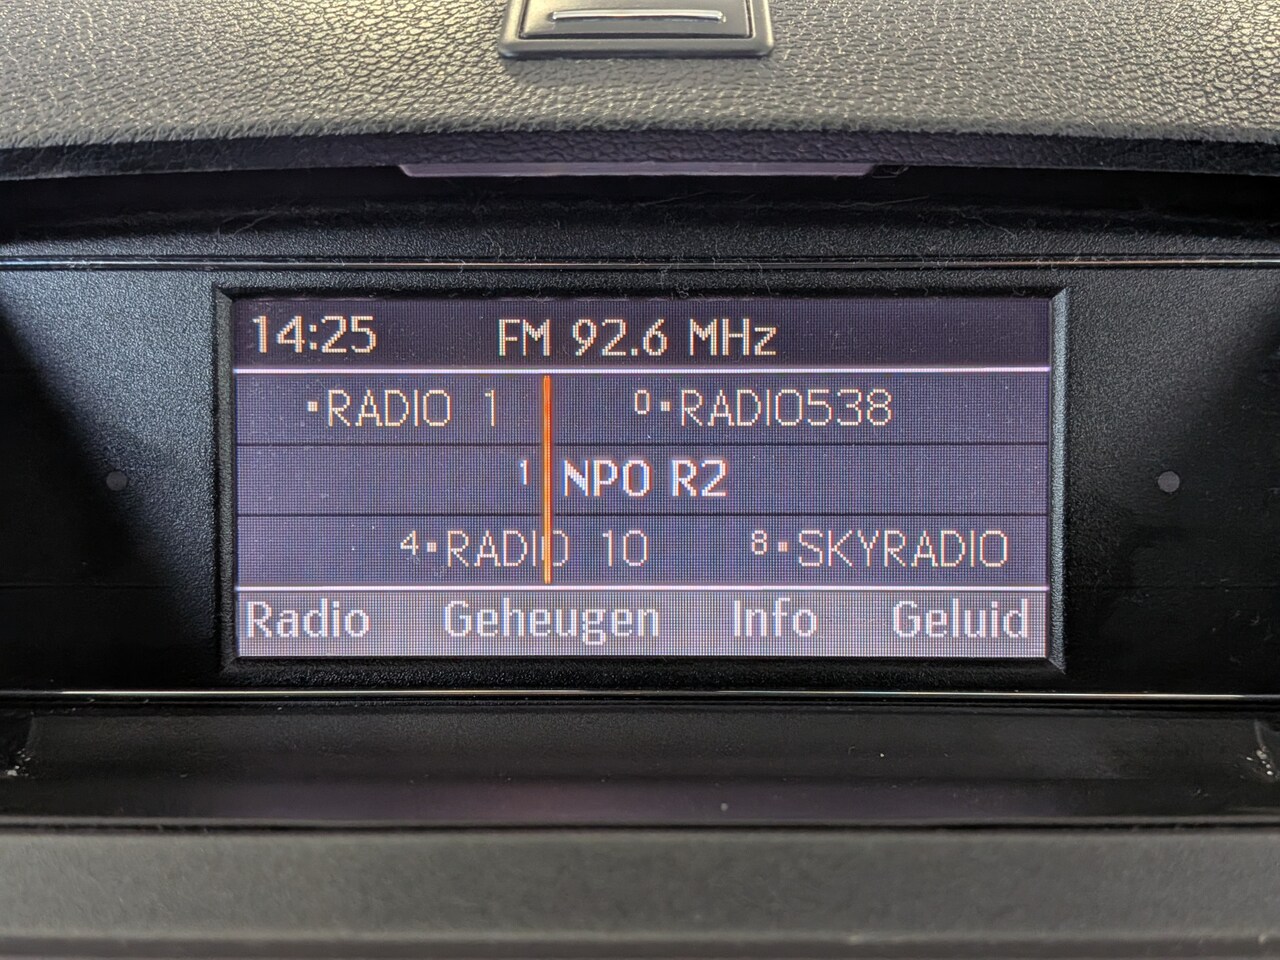 14:25 FM 92.6 MHz
▪RADIO 1 0▪RADIO538
1 NPO R2
4▪RADIO 10 8▪SKYRADIO
Radio Geheugen Info Geluid